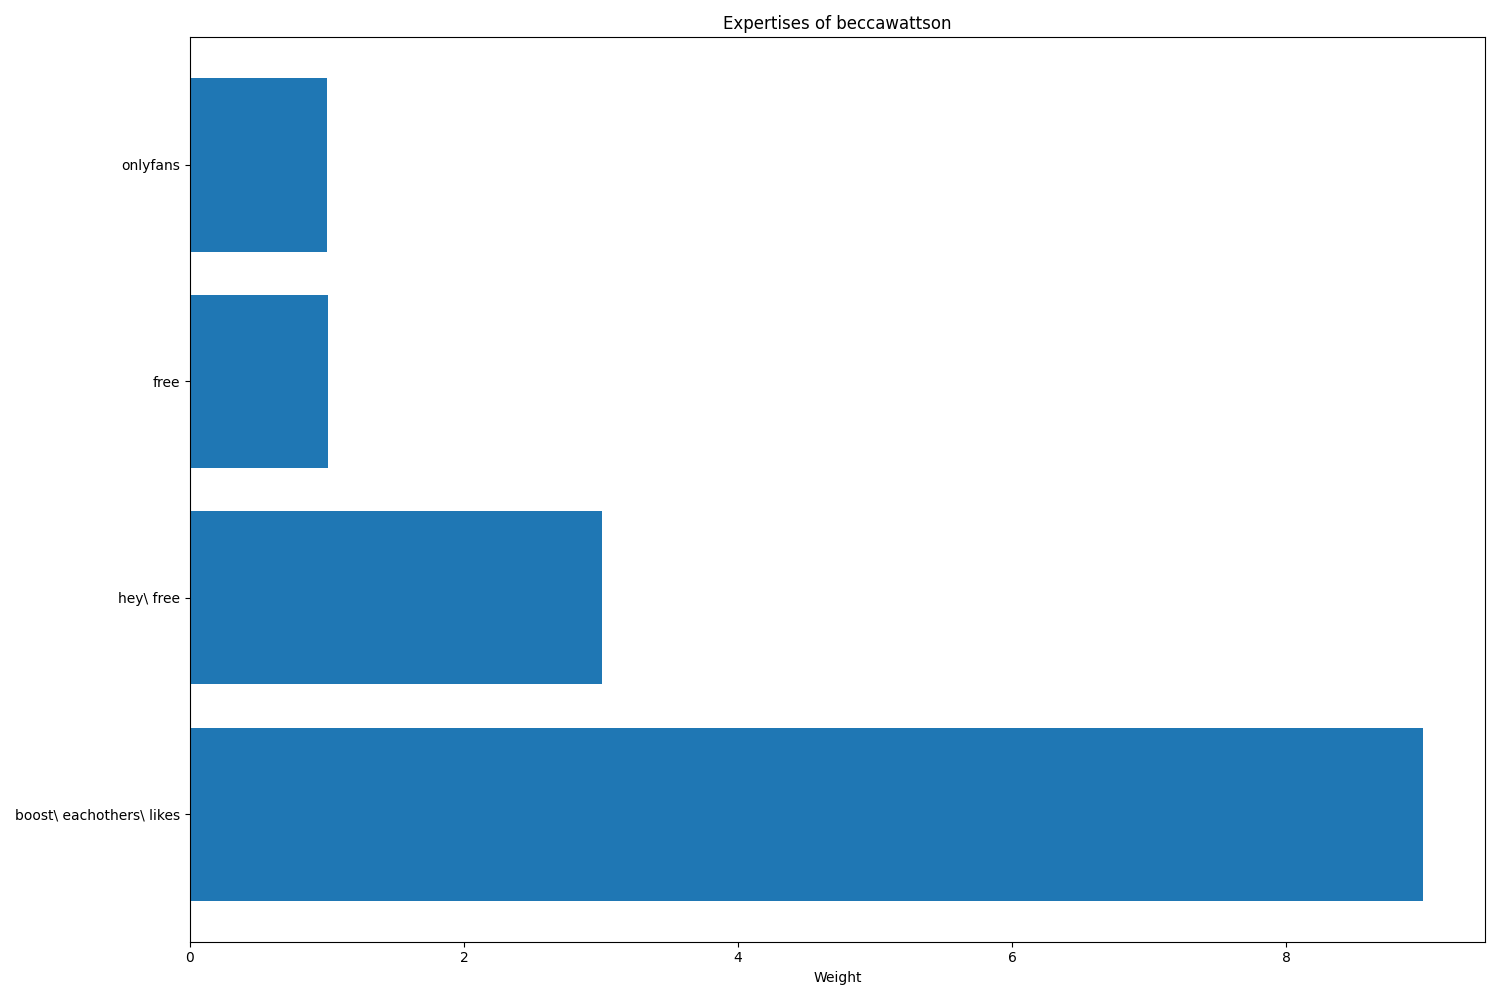 Expertises of beccawattson
onlyfans
free
hey\ free
boost\ eachothers\ likes
0 2 4 6 8
Weight